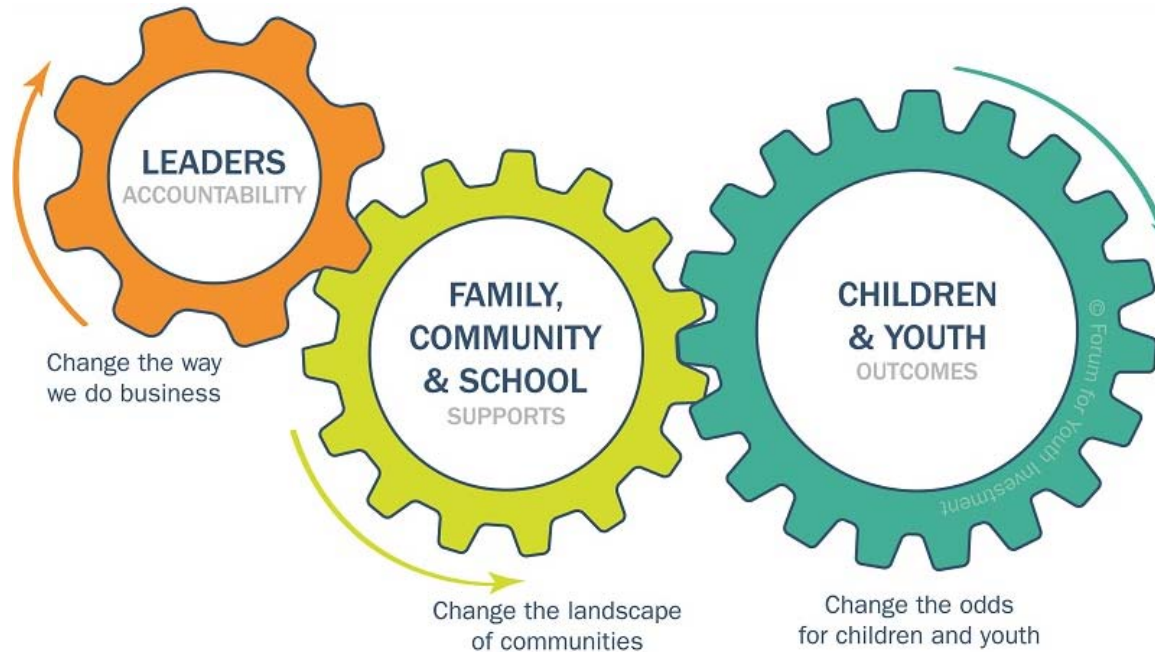 LEADERS
ACCOUNTABILITY
Change the way
we do business
FAMILY,
COMMUNITY
& SCHOOL
SUPPORTS
Change the landscape
of communities
CHILDREN
& YOUTH
OUTCOMES
Change the odds
for children and youth
© Forum for Youth Investment